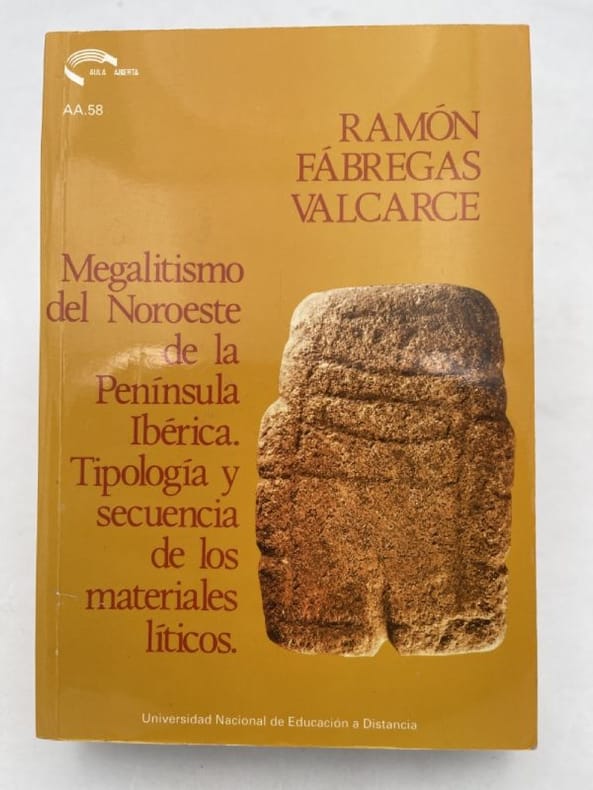 AULA ABIERTA
AA.58
RAMÓN
FÁBREGAS
VALCARCE
Megalitismo
del Noroeste
de la
Península
Ibérica.
Tipología y
secuencia
de los
materiales
líticos.
Universidad Nacional de Educación a Distancia